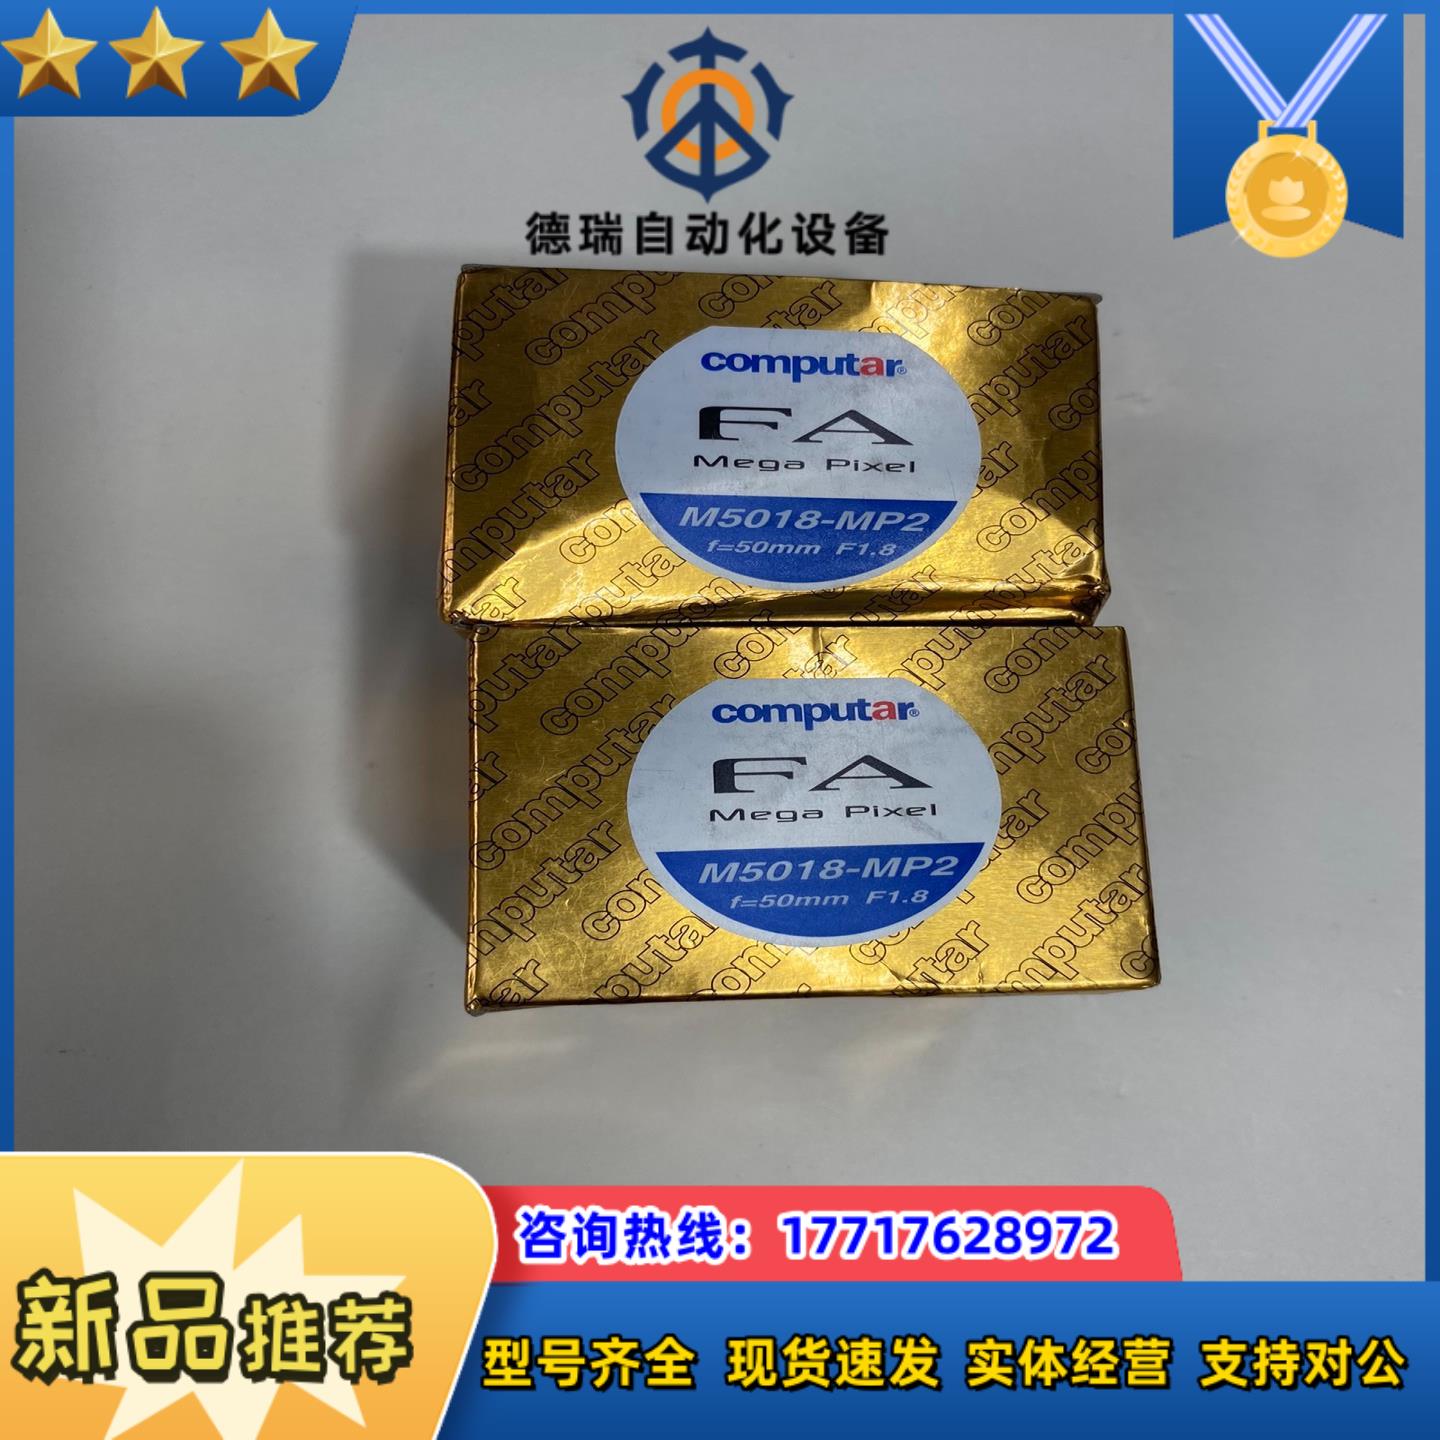 德瑞自动化设备
computar®
FA
Mega Pixel
M5018-MP2
f=50mm F1.8
computar®
FA
Mega Pixel
M5018-MP2
f=50mm F1.8
咨询热线：17717628972
新品推荐
型号齐全 现货速发 实体经营 支持对公